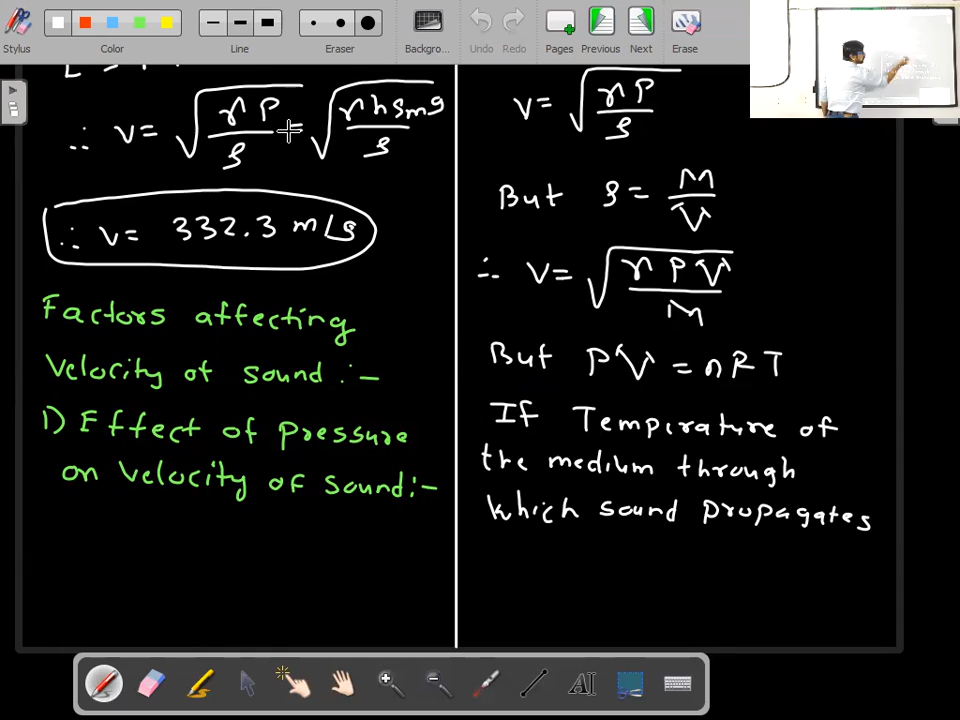 Stylus
Color
Line
Eraser
Backgro...
Undo
Redo
Pages
Previous
Next
Erase
∴ v = √(γP/ρ) = √(γhρmg/ρ)
∴ v = 332.3 m/s
Factors affecting
Velocity of sound :-
1) Effect of pressure
on velocity of sound:-
v = √(γP/ρ)
But ρ = M/V
∴ v = √(γPV/M)
But PV = nRT
If Tempirature of
the medium through
which sound propagates
AI